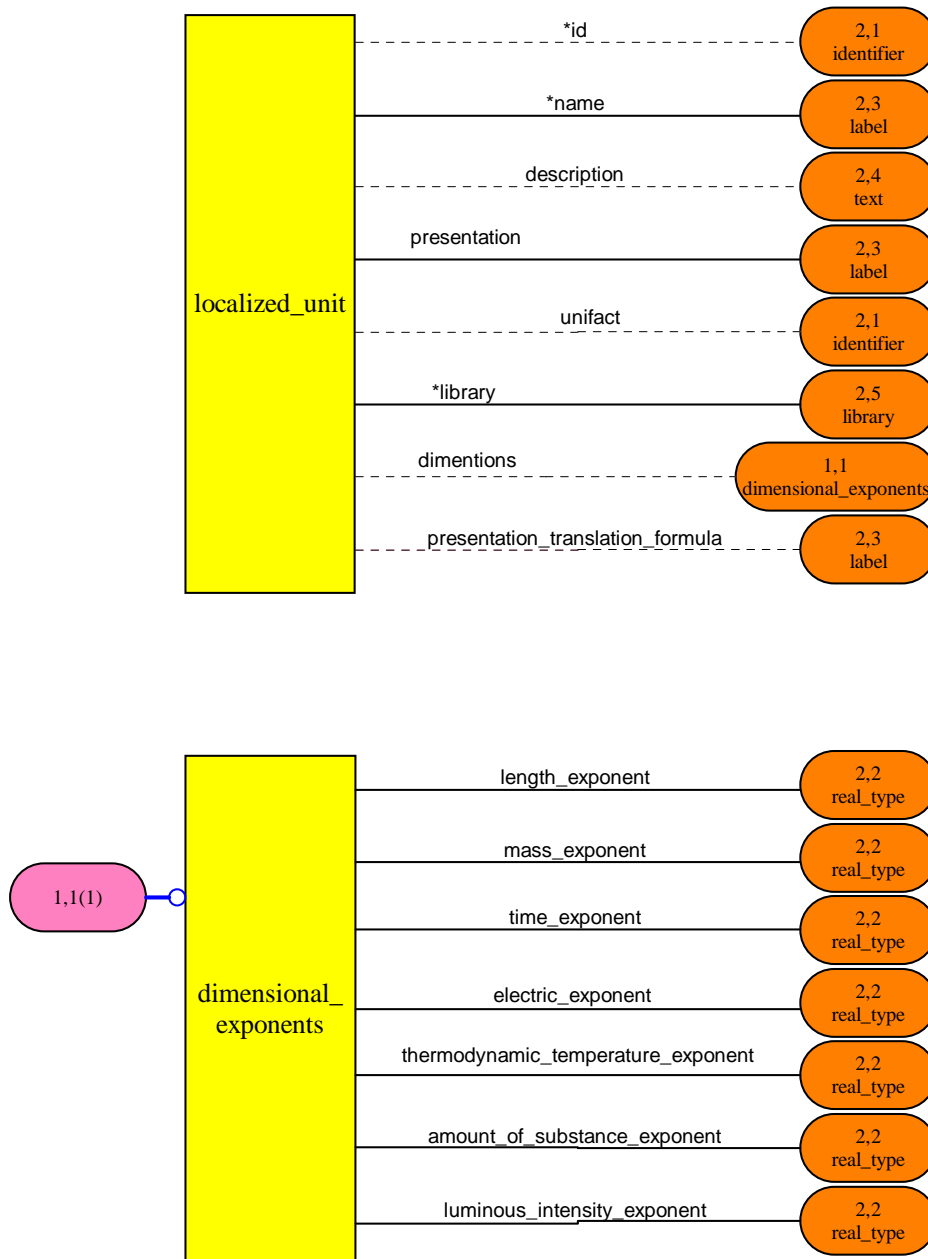 *id
2,1
identifier
*name
2,3
label
description
2,4
text
presentation
2,3
label
localized_unit
unifact
2,1
identifier
*library
2,5
library
dimentions
1,1
dimensional_exponents
presentation_translation_formula
2,3
label
length_exponent
2,2
real_type
mass_exponent
2,2
real_type
1,1(1)
time_exponent
2,2
real_type
dimensional_
exponents
electric_exponent
2,2
real_type
thermodynamic_temperature_exponent
2,2
real_type
amount_of_substance_exponent
2,2
real_type
luminous_intensity_exponent
2,2
real_type